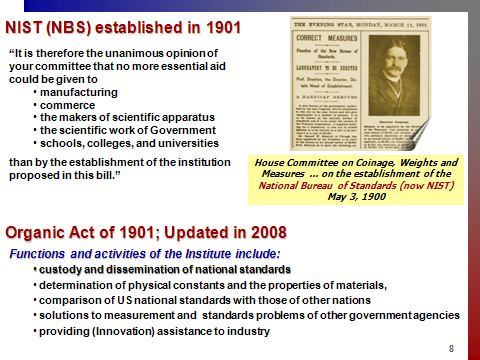 NIST (NBS) established in 1901
“It is therefore the unanimous opinion of
your committee that no more essential aid
could be given to
• manufacturing
• commerce
• the makers of scientific apparatus
• the scientific work of Government
• schools, colleges, and universities
than by the establishment of the institution
proposed in this bill.”
THE EVENING STAR, MONDAY, MARCH 11, 1901.
CORRECT MEASURES
Function of the New Bureau of
Standards.
LABORATORY TO BE ERECTED
Prof. Stratton, the Director, De-
tails Need of Establishment.
A HANDICAP REMOVED
House Committee on Coinage, Weights and
Measures ... on the establishment of the
National Bureau of Standards (now NIST)
May 3, 1900
Organic Act of 1901; Updated in 2008
Functions and activities of the Institute include:
• custody and dissemination of national standards
• determination of physical constants and the properties of materials,
• comparison of US national standards with those of other nations
• solutions to measurement and standards problems of other government agencies
• providing (Innovation) assistance to industry
8